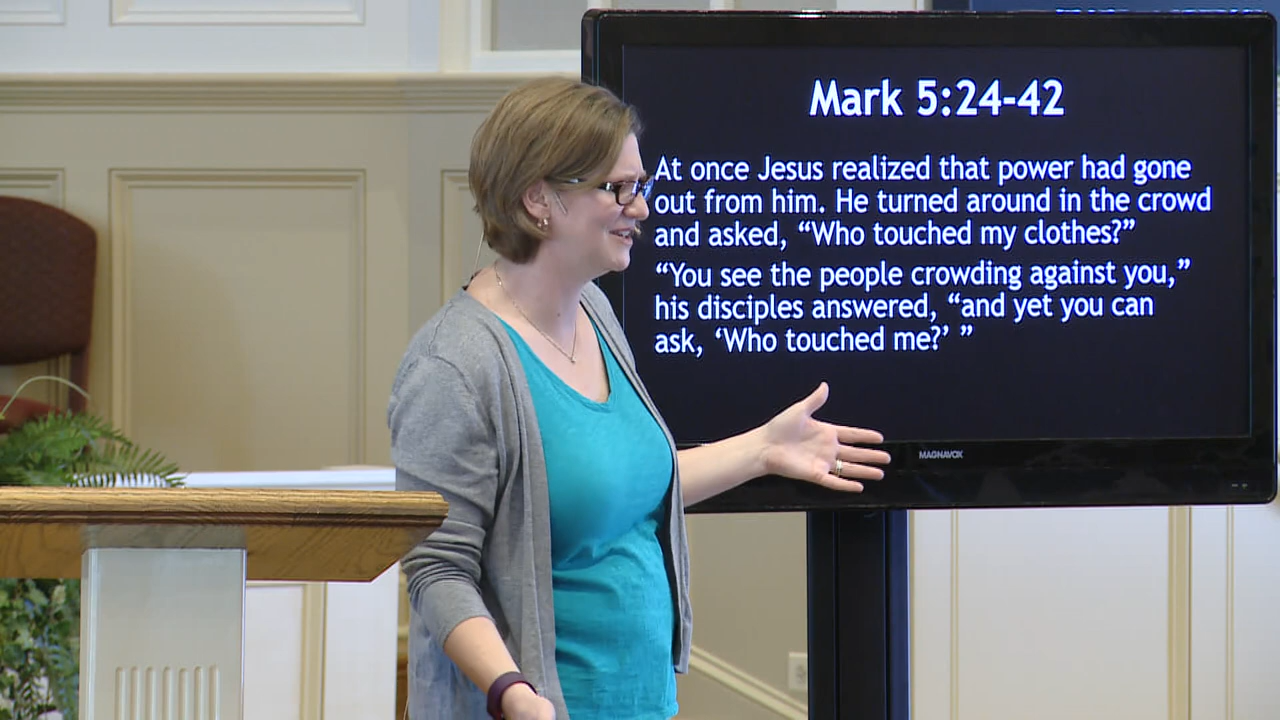 Mark 5:24-42
At once Jesus realized that power had gone
out from him. He turned around in the crowd
and asked, “Who touched my clothes?”
“You see the people crowding against you,”
his disciples answered, “and yet you can
ask, ‘Who touched me?’ ”
MAGNAVOX